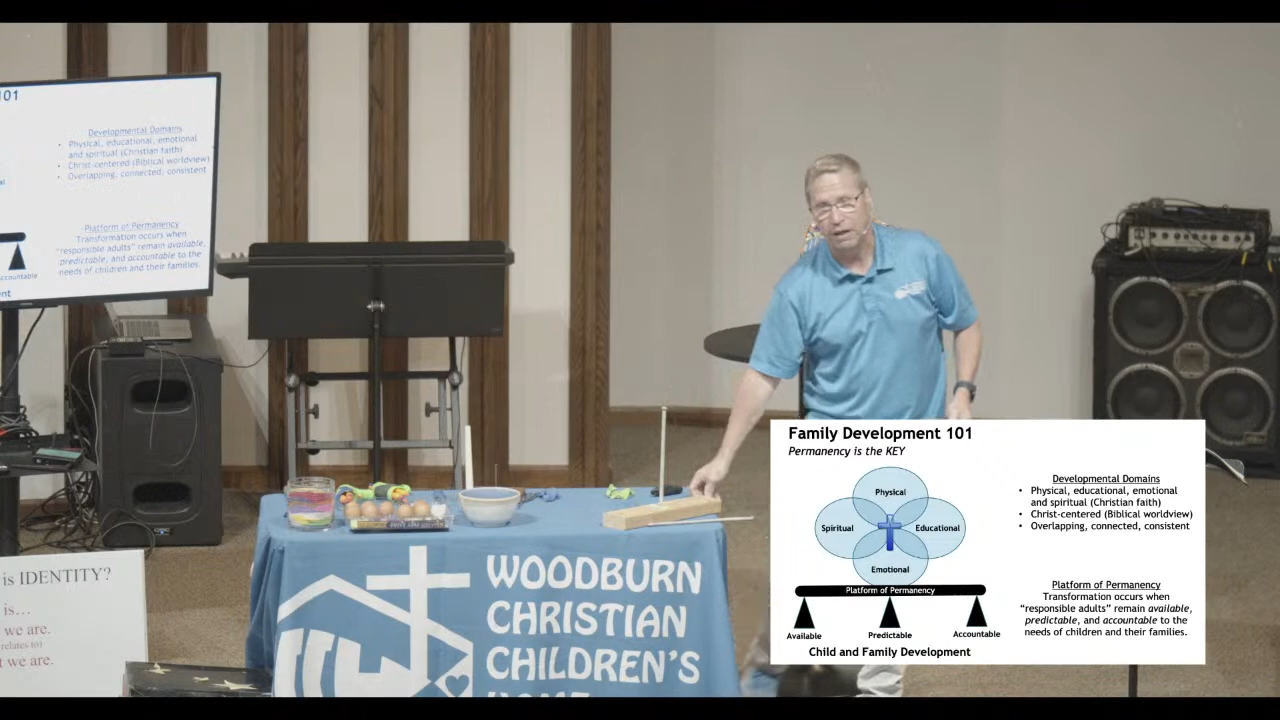 101
Developmental Domains
• Physical, educational, emotional
and spiritual (Christian faith)
• Christ-centered (Biblical worldview)
• Overlapping, connected, consistent
Platform of Permanency
Transformation occurs when
"responsible adults" remain available,
predictable, and accountable to the
needs of children and their families.
is IDENTITY?
is...
we are.
relates to)
we are.
WOODBURN
CHRISTIAN
CHILDREN'S
HOME
Family Development 101
Permanency is the KEY
Physical
Spiritual
Educational
Emotional
Platform of Permanency
Available
Predictable
Accountable
Child and Family Development
Developmental Domains
• Physical, educational, emotional
and spiritual (Christian faith)
• Christ-centered (Biblical worldview)
• Overlapping, connected, consistent
Platform of Permanency
Transformation occurs when
"responsible adults" remain available,
predictable, and accountable to the
needs of children and their families.